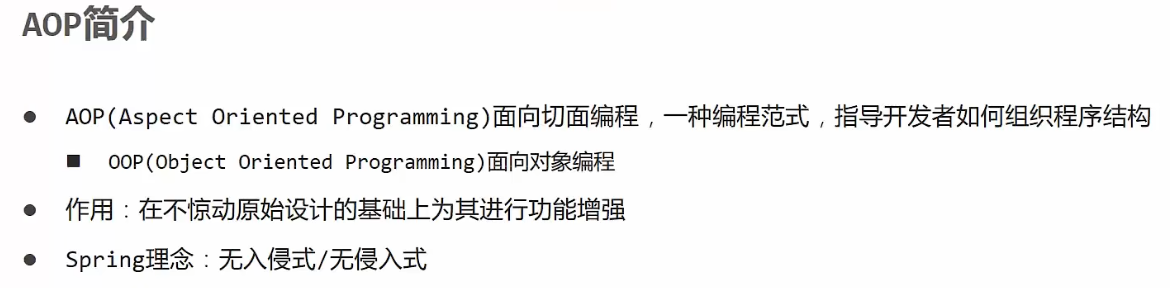 AOP简介
● AOP(Aspect Oriented Programming)面向切面编程，一种编程范式，指导开发者如何组织程序结构
■ OOP(Object Oriented Programming)面向对象编程
● 作用：在不惊动原始设计的基础上为其进行功能增强
● Spring理念：无入侵式/无侵入式